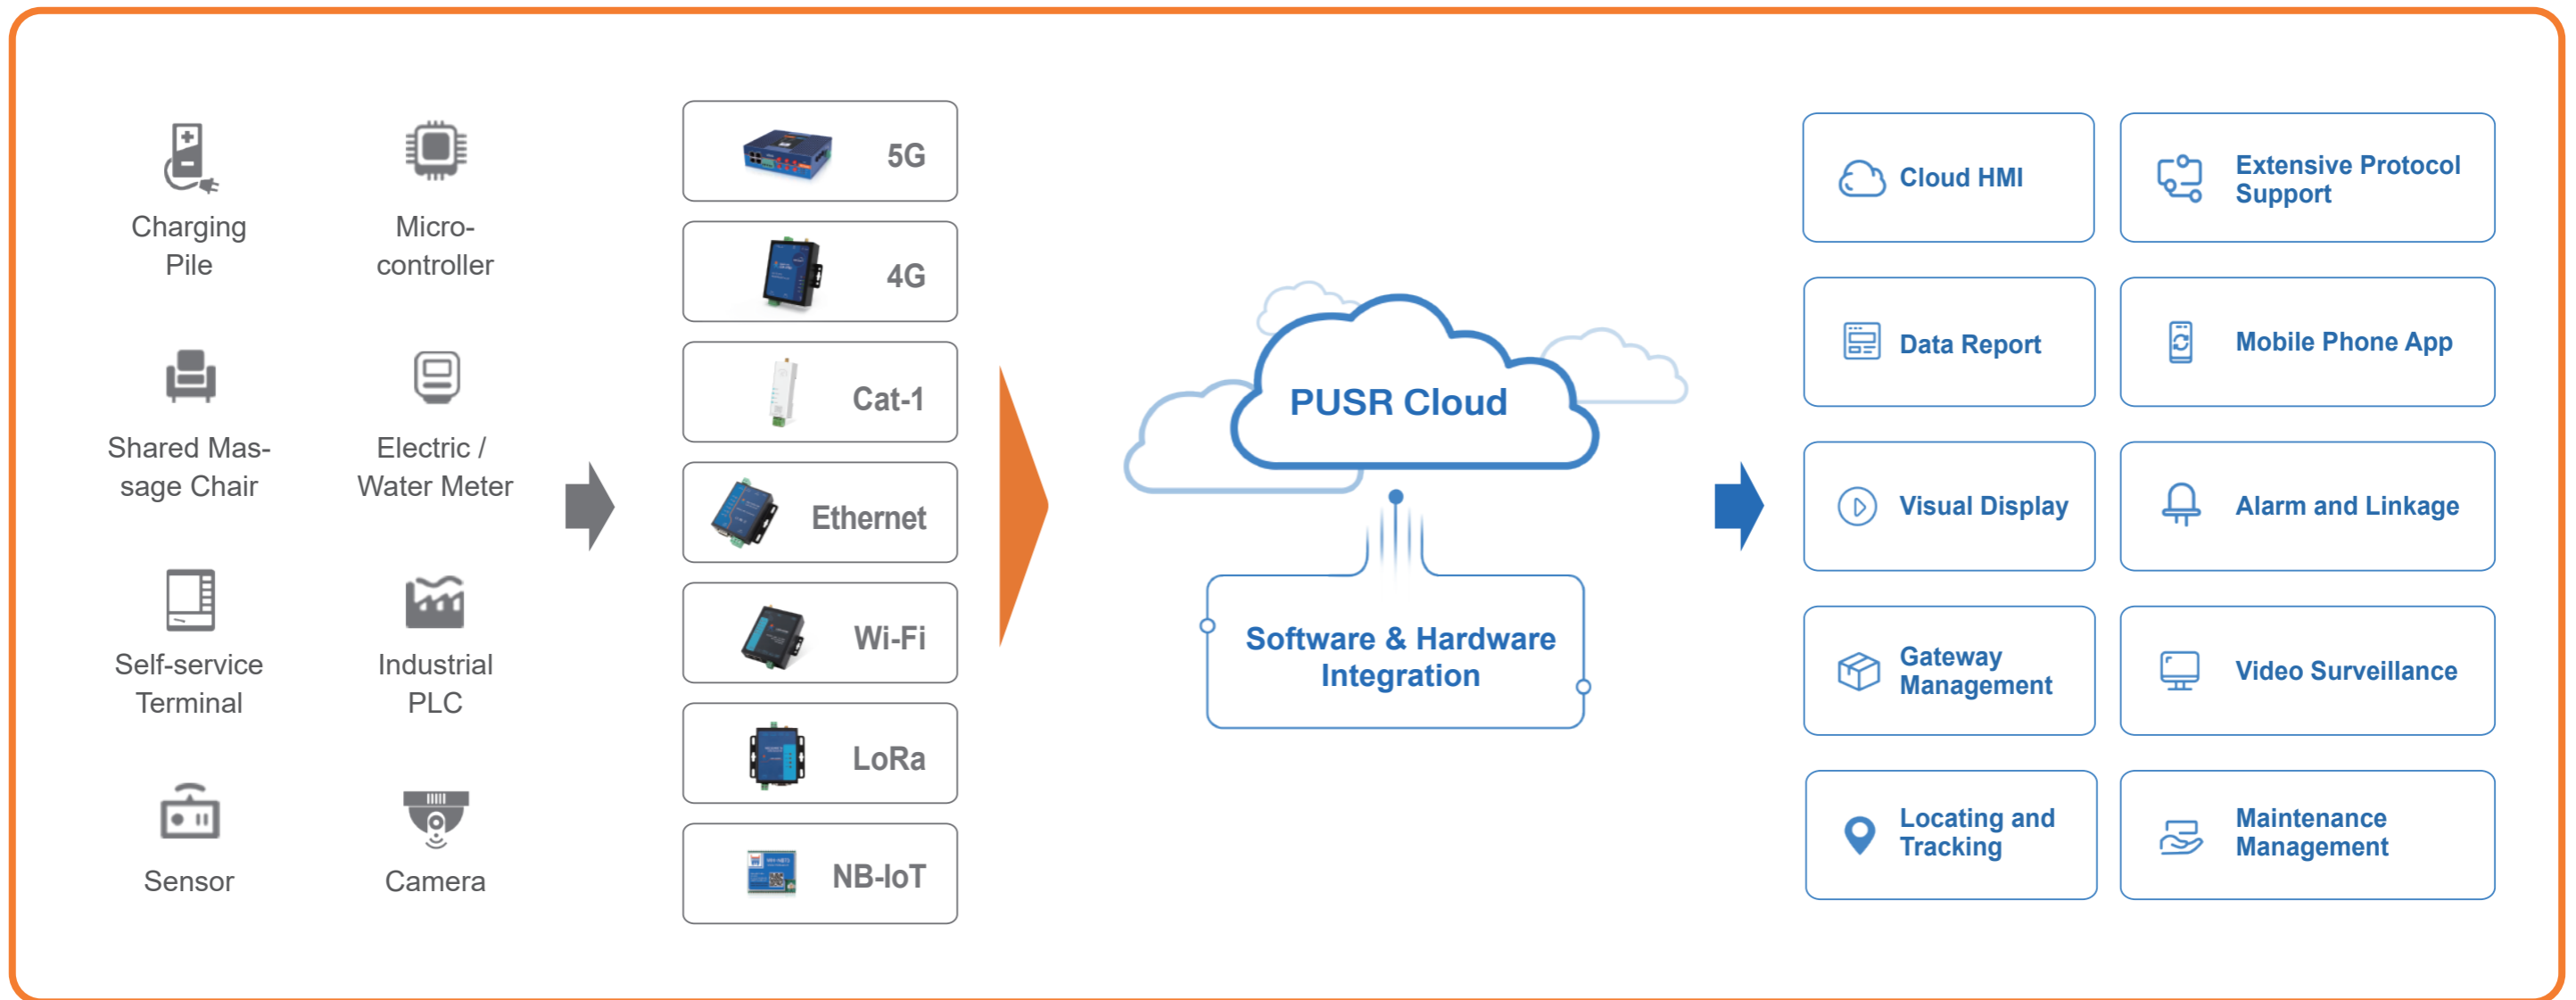 Charging
Pile
Micro-
controller
Shared Mas-
sage Chair
Electric /
Water Meter
Self-service
Terminal
Industrial
PLC
Sensor
Camera
5G
4G
Cat-1
Ethernet
Wi-Fi
LoRa
NB-IoT
PUSR Cloud
Software & Hardware
Integration
Cloud HMI
Extensive Protocol
Support
Data Report
Mobile Phone App
Visual Display
Alarm and Linkage
Gateway
Management
Video Surveillance
Locating and
Tracking
Maintenance
Management